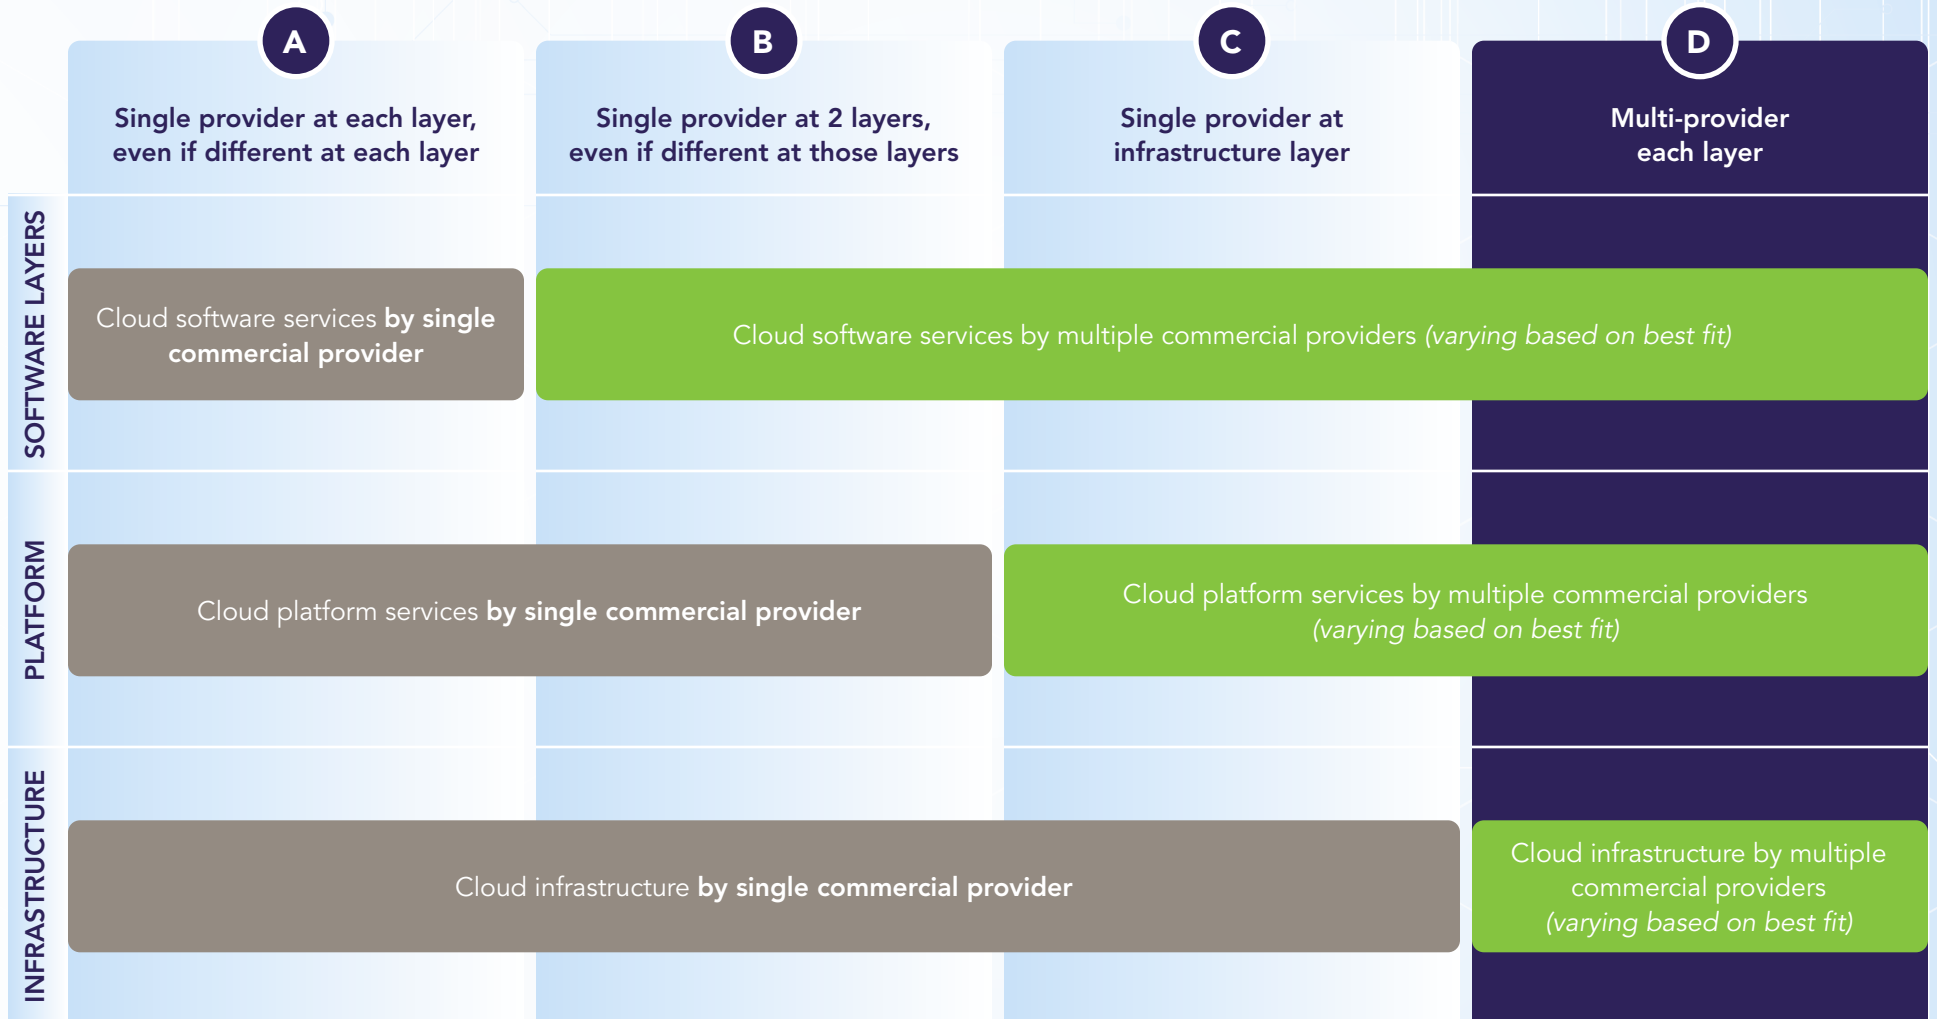 A
B
C
D
Single provider at each layer,
even if different at each layer
Single provider at 2 layers,
even if different at those layers
Single provider at
infrastructure layer
Multi-provider
each layer
SOFTWARE LAYERS
Cloud software services by single
commercial provider
Cloud software services by multiple commercial providers (varying based on best fit)
PLATFORM
Cloud platform services by single commercial provider
Cloud platform services by multiple commercial providers
(varying based on best fit)
INFRASTRUCTURE
Cloud infrastructure by single commercial provider
Cloud infrastructure by multiple
commercial providers
(varying based on best fit)